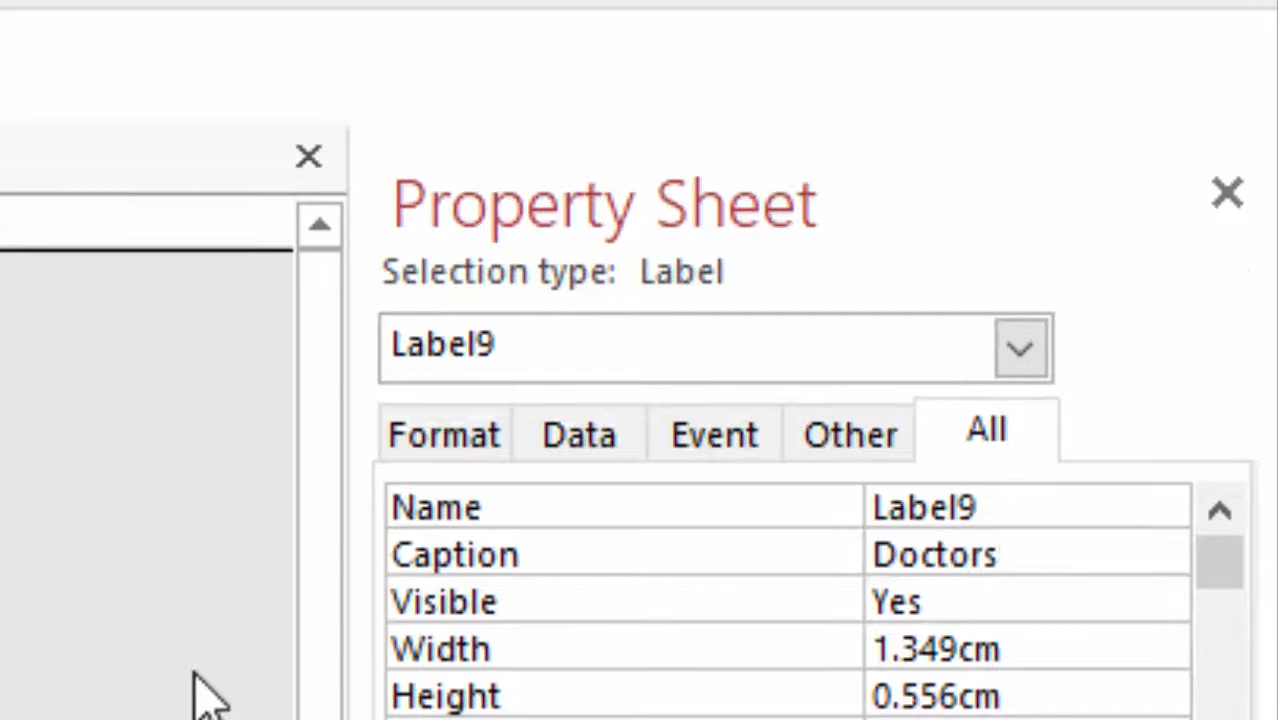 Property Sheet
Selection type: Label
Label9
Format Data Event Other All
Name Label9
Caption Doctors
Visible Yes
Width 1.349cm
Height 0.556cm